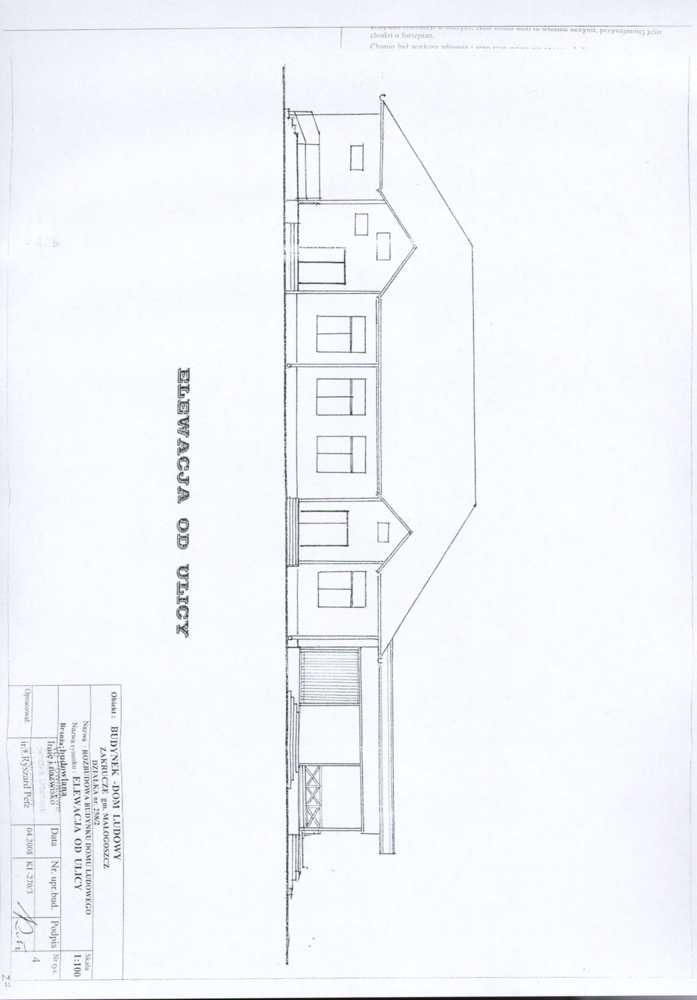 chodzi o fortepian.
ELEWACJA OD ULICY
Obiekt : BUDYNEK -DOM LUDOWY
ZAKRUCZE gm. MAŁOGOSZCZ
DZIAŁKA nr. 258/2
Nazwa : ROZBUDOWA BUDYNKU DOMU LUDOWEGO
Skala
Nazwa rysunku : ELEWACJA OD ULICY
1:100
Branża: budowlana
Imię i nazwisko
Data
Nr. upr.bud.
Podpis
Nr rys.
Opracował:
inż.Ryszard Petz
04.2008
KI -270/3
4